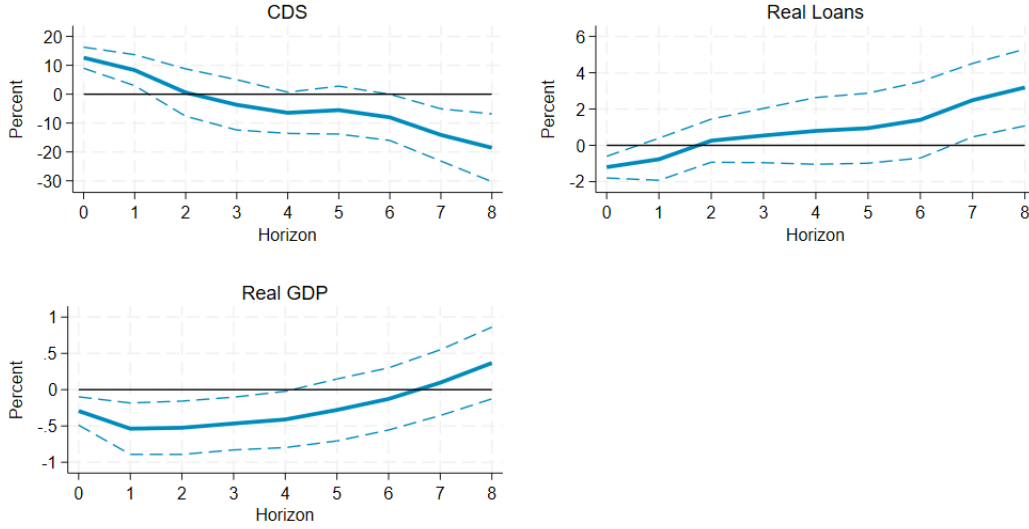 CDS
Percent
20
10
0
-10
-20
-30
0 1 2 3 4 5 6 7 8
Horizon
Real Loans
Percent
6
4
2
0
-2
0 1 2 3 4 5 6 7 8
Horizon
Real GDP
Percent
1
.5
0
-.5
-1
0 1 2 3 4 5 6 7 8
Horizon